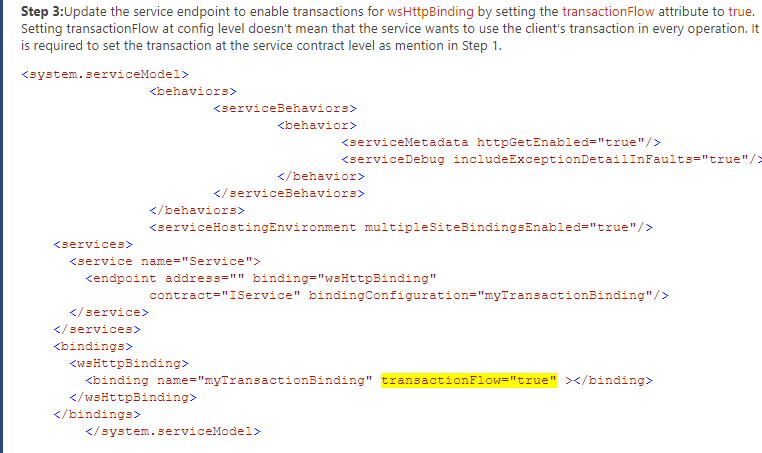 Step 3:Update the service endpoint to enable transactions for wsHttpBinding by setting the transactionFlow attribute to true.
Setting transactionFlow at config level doesn't mean that the service wants to use the client's transaction in every operation. It
is required to set the transaction at the service contract level as mention in Step 1.
<system.serviceModel>
<behaviors>
<serviceBehaviors>
<behavior>
<serviceMetadata httpGetEnabled="true"/>
<serviceDebug includeExceptionDetailInFaults="true"/>
</behavior>
</serviceBehaviors>
</behaviors>
<serviceHostingEnvironment multipleSiteBindingsEnabled="true"/>
<services>
<service name="Service">
<endpoint address="" binding="wsHttpBinding"
contract="IService" bindingConfiguration="myTransactionBinding"/>
</service>
</services>
<bindings>
<wsHttpBinding>
<binding name="myTransactionBinding" transactionFlow="true" ></binding>
</wsHttpBinding>
</bindings>
</system.serviceModel>